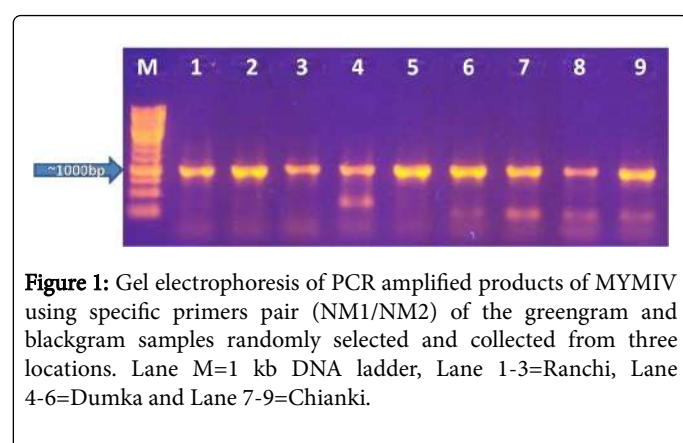 M 1 2 3 4 5 6 7 8 9
~1000bp
Figure 1: Gel electrophoresis of PCR amplified products of MYMIV
using specific primers pair (NM1/NM2) of the greengram and
blackgram samples randomly selected and collected from three
locations. Lane M=1 kb DNA ladder, Lane 1-3=Ranchi, Lane
4-6=Dumka and Lane 7-9=Chianki.